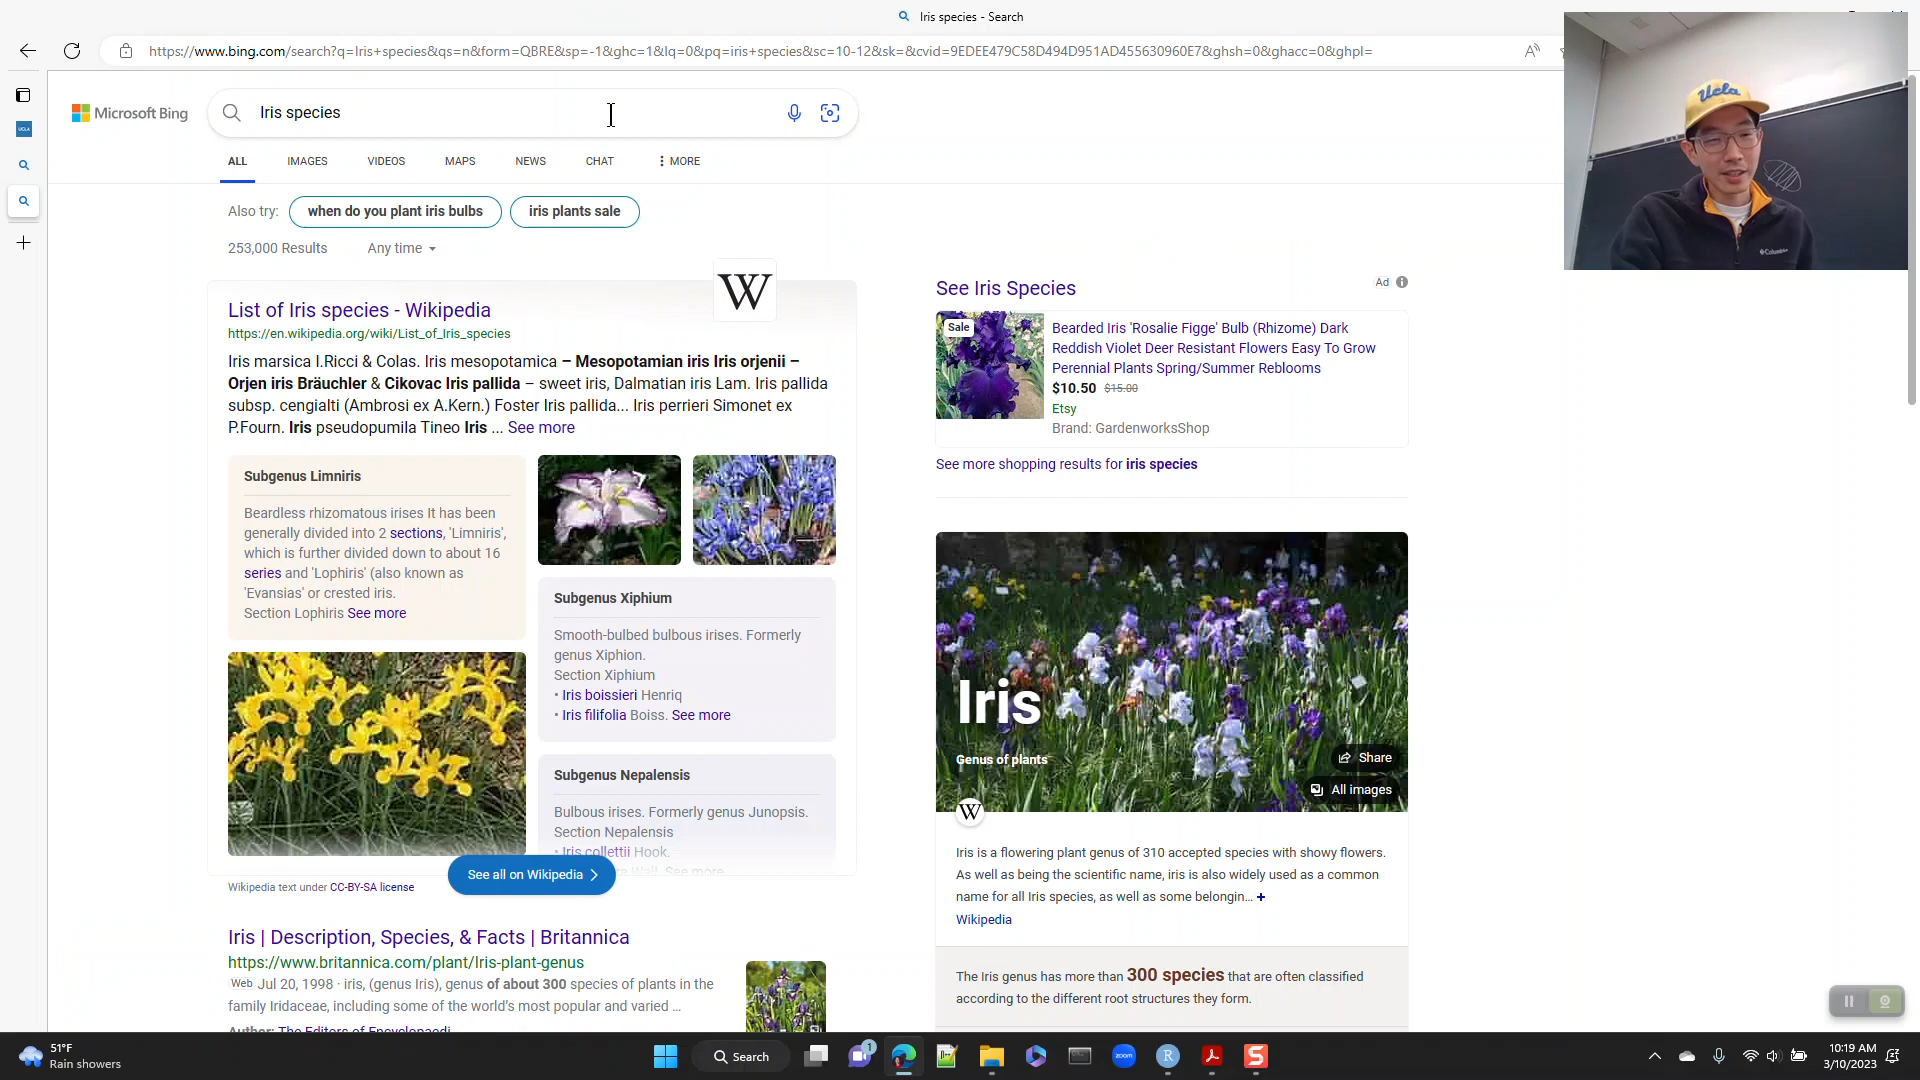 Iris species - Search
https://www.bing.com/search?q=Iris+species&qs=n&form=QBRE&sp=-1&ghc=1&lq=0&pq=iris+species&sc=10-12&sk=&cvid=9EDEE479C58D494D951AD455630960E7&ghsh=0&ghacc=0&ghpl=
Microsoft Bing
Iris species
ALL IMAGES VIDEOS MAPS NEWS CHAT MORE
Also try: when do you plant iris bulbs iris plants sale
253,000 Results Any time
W
List of Iris species - Wikipedia
https://en.wikipedia.org/wiki/List_of_Iris_species
Iris marsica I.Ricci & Colas. Iris mesopotamica – Mesopotamian iris Iris orjenii –
Orjen iris Bräuchler & Cikovac Iris pallida – sweet iris, Dalmatian iris Lam. Iris pallida
subsp. cengialti (Ambrosi ex A.Kern.) Foster Iris pallida... Iris perrieri Simonet ex
P.Fourn. Iris pseudopumila Tineo Iris ... See more
Subgenus Limniris
Beardless rhizomatous irises It has been
generally divided into 2 sections, 'Limniris',
which is further divided down to about 16
series and 'Lophiris' (also known as
'Evansias' or crested iris.
Section Lophiris See more
Subgenus Xiphium
Smooth-bulbed bulbous irises. Formerly
genus Xiphion.
Section Xiphium
• Iris boissieri Henriq
• Iris filifolia Boiss. See more
Subgenus Nepalensis
Bulbous irises. Formerly genus Junopsis.
Section Nepalensis
• Iris collettii Hook.
Wall. See more
See all on Wikipedia
Wikipedia text under CC-BY-SA license
Iris | Description, Species, & Facts | Britannica
https://www.britannica.com/plant/Iris-plant-genus
Web Jul 20, 1998 · iris, (genus Iris), genus of about 300 species of plants in the
family Iridaceae, including some of the world's most popular and varied ...
Author: The Editors of Encyclopaedi
See Iris Species
Ad
Sale
Bearded Iris 'Rosalie Figge' Bulb (Rhizome) Dark
Reddish Violet Deer Resistant Flowers Easy To Grow
Perennial Plants Spring/Summer Reblooms
$10.50 $15.00
Etsy
Brand: GardenworksShop
See more shopping results for iris species
Iris
Genus of plants
Share
All images
W
Iris is a flowering plant genus of 310 accepted species with showy flowers.
As well as being the scientific name, iris is also widely used as a common
name for all Iris species, as well as some belongin... +
Wikipedia
The Iris genus has more than 300 species that are often classified
according to the different root structures they form.
Ucla
Columbia
UCLA
51°F
Rain showers
Search
1
zoom
R
S
10:19 AM
3/10/2023